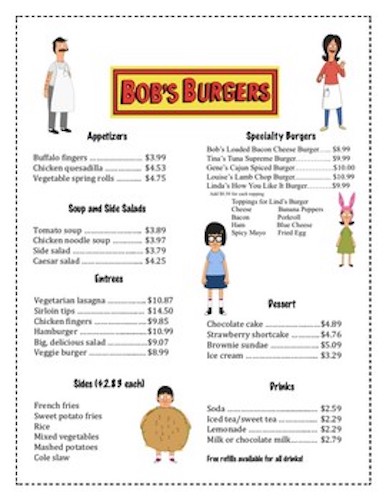 BOB'S BURGERS
Appetizers
Buffalo fingers ........................ $3.99
Chicken quesadilla .................. $4.53
Vegetable spring rolls ............. $4.75
Soup and Side Salads
Tomato soup ........................... $3.89
Chicken noodle soup ............... $3.97
Side salad ................................ $3.79
Caesar salad ............................ $4.25
Entrees
Vegetarian lasagna .................. $10.87
Sirloin tips ............................... $14.50
Chicken fingers ........................ $9.85
Hamburger .............................. $10.99
Big, delicious salad .................. $9.07
Veggie burger .......................... $8.99
Sides ($2.83 each)
French fries
Sweet potato fries
Rice
Mixed vegetables
Mashed potatoes
Cole slaw
Specialty Burgers
Bob's Loaded Bacon Cheese Burger...... $8.99
Tina's Tuna Supreme Burger............ $9.99
Gene's Cajun Spiced Burger............ $10.00
Louise's Lamb Chop Burger............. $10.99
Linda's How You Like It Burger........ $9.99
Add $0.50 for each topping
Toppings for Lind's Burger
Cheese Banana Peppers
Bacon Porkroll
Ham Blue Cheese
Spicy Mayo Fried Egg
Dessert
Chocolate cake ........................ $4.89
Strawberry shortcake ............... $4.76
Brownie sundae ....................... $5.09
Ice cream ................................ $3.29
Drinks
Soda ........................................ $2.59
Iced tea/sweet tea ................... $2.29
Lemonade ............................... $2.29
Milk or chocolate milk............. $2.79
Free refills available for all drinks!